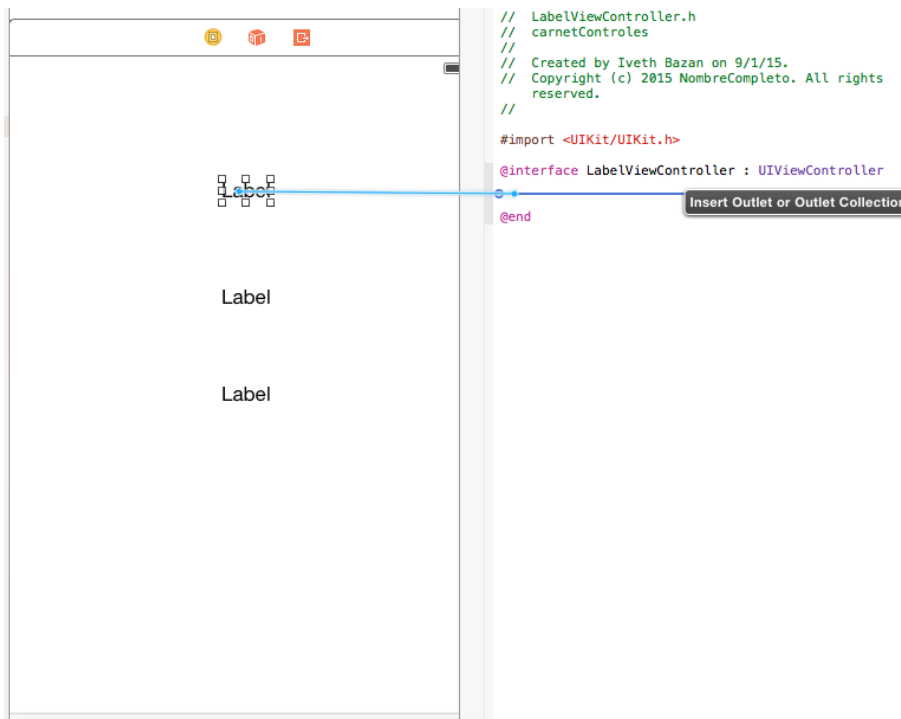 Label
Label
Label
// LabelViewController.h
// carnetControles
//
// Created by Iveth Bazan on 9/1/15.
// Copyright (c) 2015 NombreCompleto. All rights
reserved.
//
#import <UIKit/UIKit.h>
@interface LabelViewController : UIViewController
Insert Outlet or Outlet Collection
@end